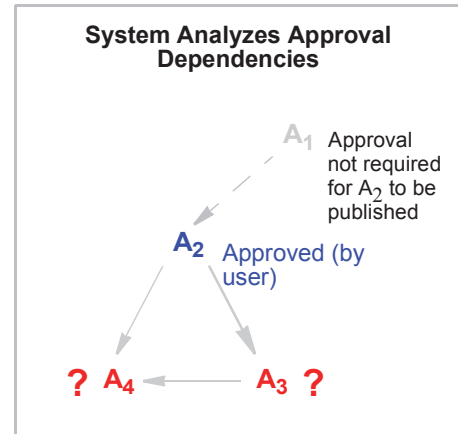 System Analyzes Approval
Dependencies
A1 Approval
not required
for A2 to be
published
A2 Approved (by
user)
? A4
A3 ?